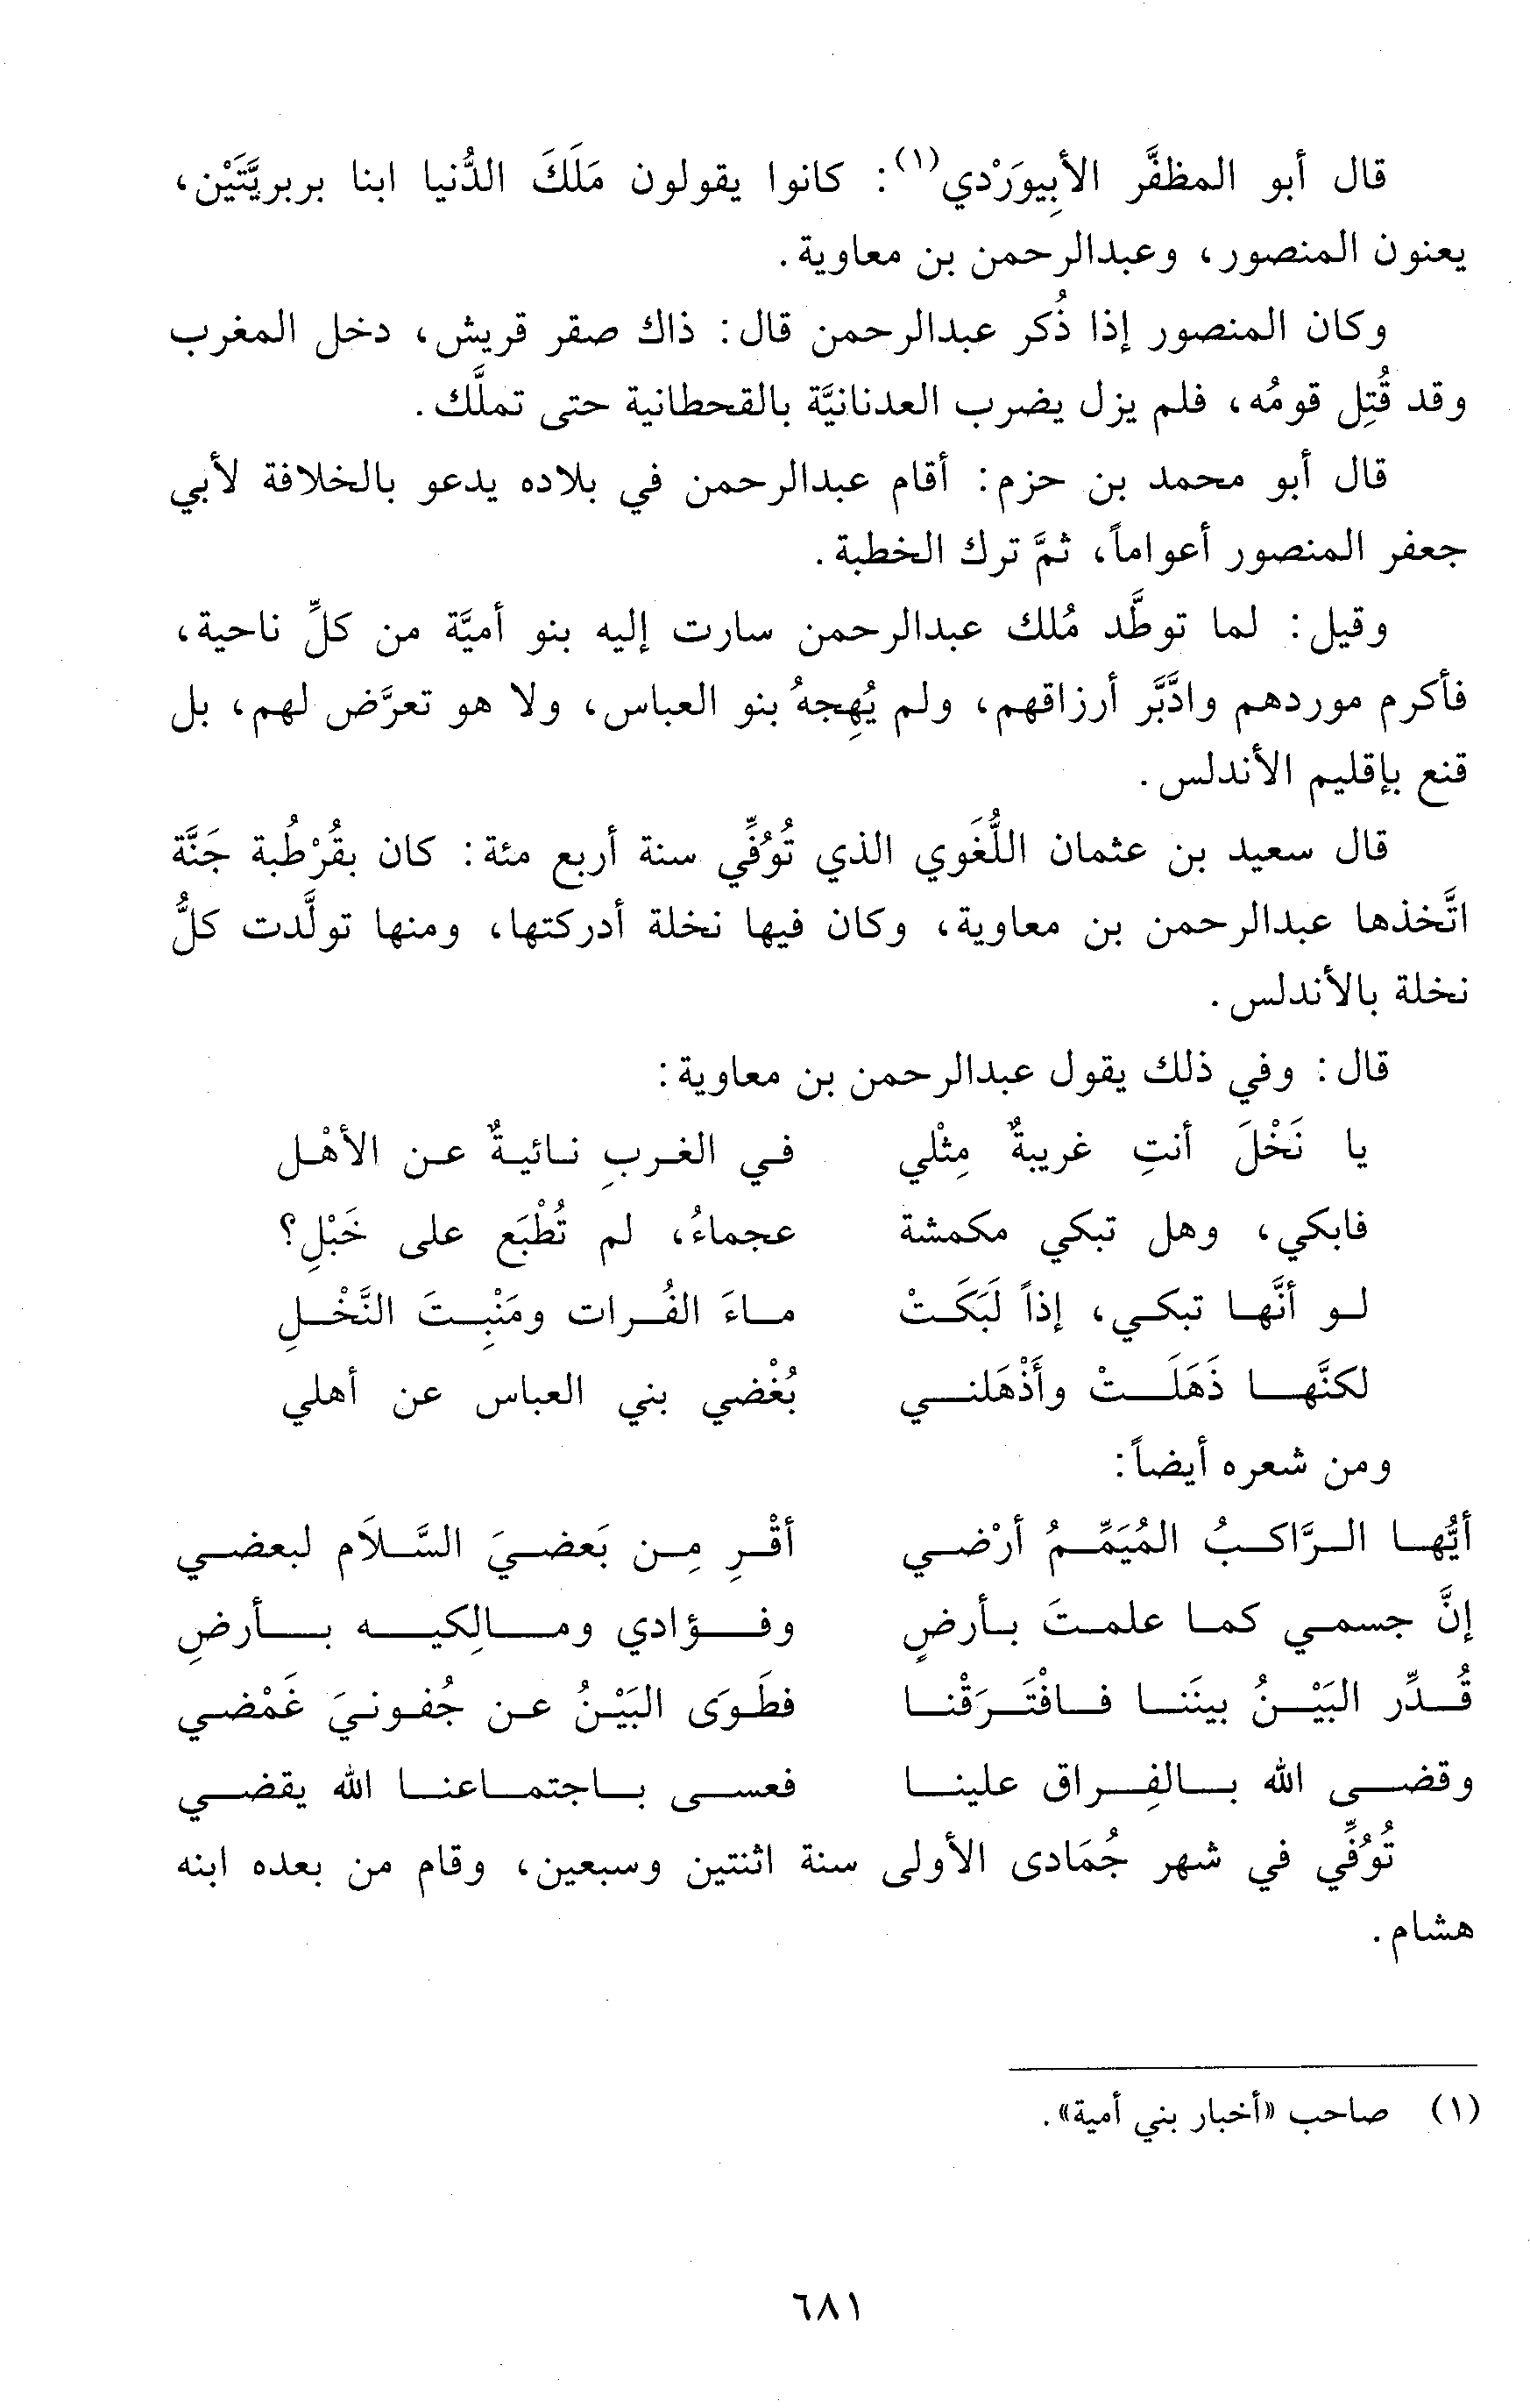 قال أبو المظفَّر الأبِيوَرْدي(١): كانوا يقولون مَلَكَ الدُّنيا ابنا بربريَّتَيْن،
يعنون المنصور، وعبدالرحمن بن معاوية.
وكان المنصور إذا ذُكر عبدالرحمن قال: ذاك صقر قريش، دخل المغرب
وقد قُتِل قومُه، فلم يزل يضرب العدنانيَّة بالقحطانية حتى تملَّك.
قال أبو محمد بن حزم: أقام عبدالرحمن في بلاده يدعو بالخلافة لأبي
جعفر المنصور أعواماً، ثمَّ ترك الخطبة.
وقيل: لما توطَّد مُلك عبدالرحمن سارت إليه بنو أميَّة من كلِّ ناحية،
فأكرم موردهم وادَّبَّر أرزاقهم، ولم يُهِجهُ بنو العباس، ولا هو تعرَّض لهم، بل
قنع بإقليم الأندلس.
قال سعيد بن عثمان اللُّغَوي الذي تُوُفِّي سنة أربع مئة: كان بقُرْطُبة جَنَّة
اتَّخذها عبدالرحمن بن معاوية، وكان فيها نخلة أدركتها، ومنها تولَّدت كلُّ
نخلة بالأندلس.
قال: وفي ذلك يقول عبدالرحمن بن معاوية:
يا نَخْلَ أنتِ غريبةٌ مِثْلي في الغربِ نائيةٌ عن الأهْل
فابكي، وهل تبكي مكمشة عجماءُ، لم تُطْبَع على خَبْلِ؟
لو أنَّها تبكي، إذاً لَبَكَتْ ماءَ الفُرات ومَنْبِتَ النَّخْلِ
لكنَّها ذَهَلَتْ وأَذْهَلني بُغْضي بني العباس عن أهلي
ومن شعره أيضاً:
أيُّها الرَّاكبُ المُيَمِّمُ أرْضي أقْرِ مِن بَعضيَ السَّلاَم لبعضي
إنَّ جسمي كما علمتَ بأرضٍ وفؤادي ومالِكيه بأرضِ
قُدِّر البَيْنُ بينَنا فافْتَرَقْنا فطَوَى البَيْنُ عن جُفونيَ غَمْضي
وقضى الله بالفِراق علينا فعسى باجتماعنا الله يقضي
تُوُفِّي في شهر جُمَادى الأولى سنة اثنتين وسبعين، وقام من بعده ابنه
هشام.
(١) صاحب «أخبار بني أمية».
٦٨١